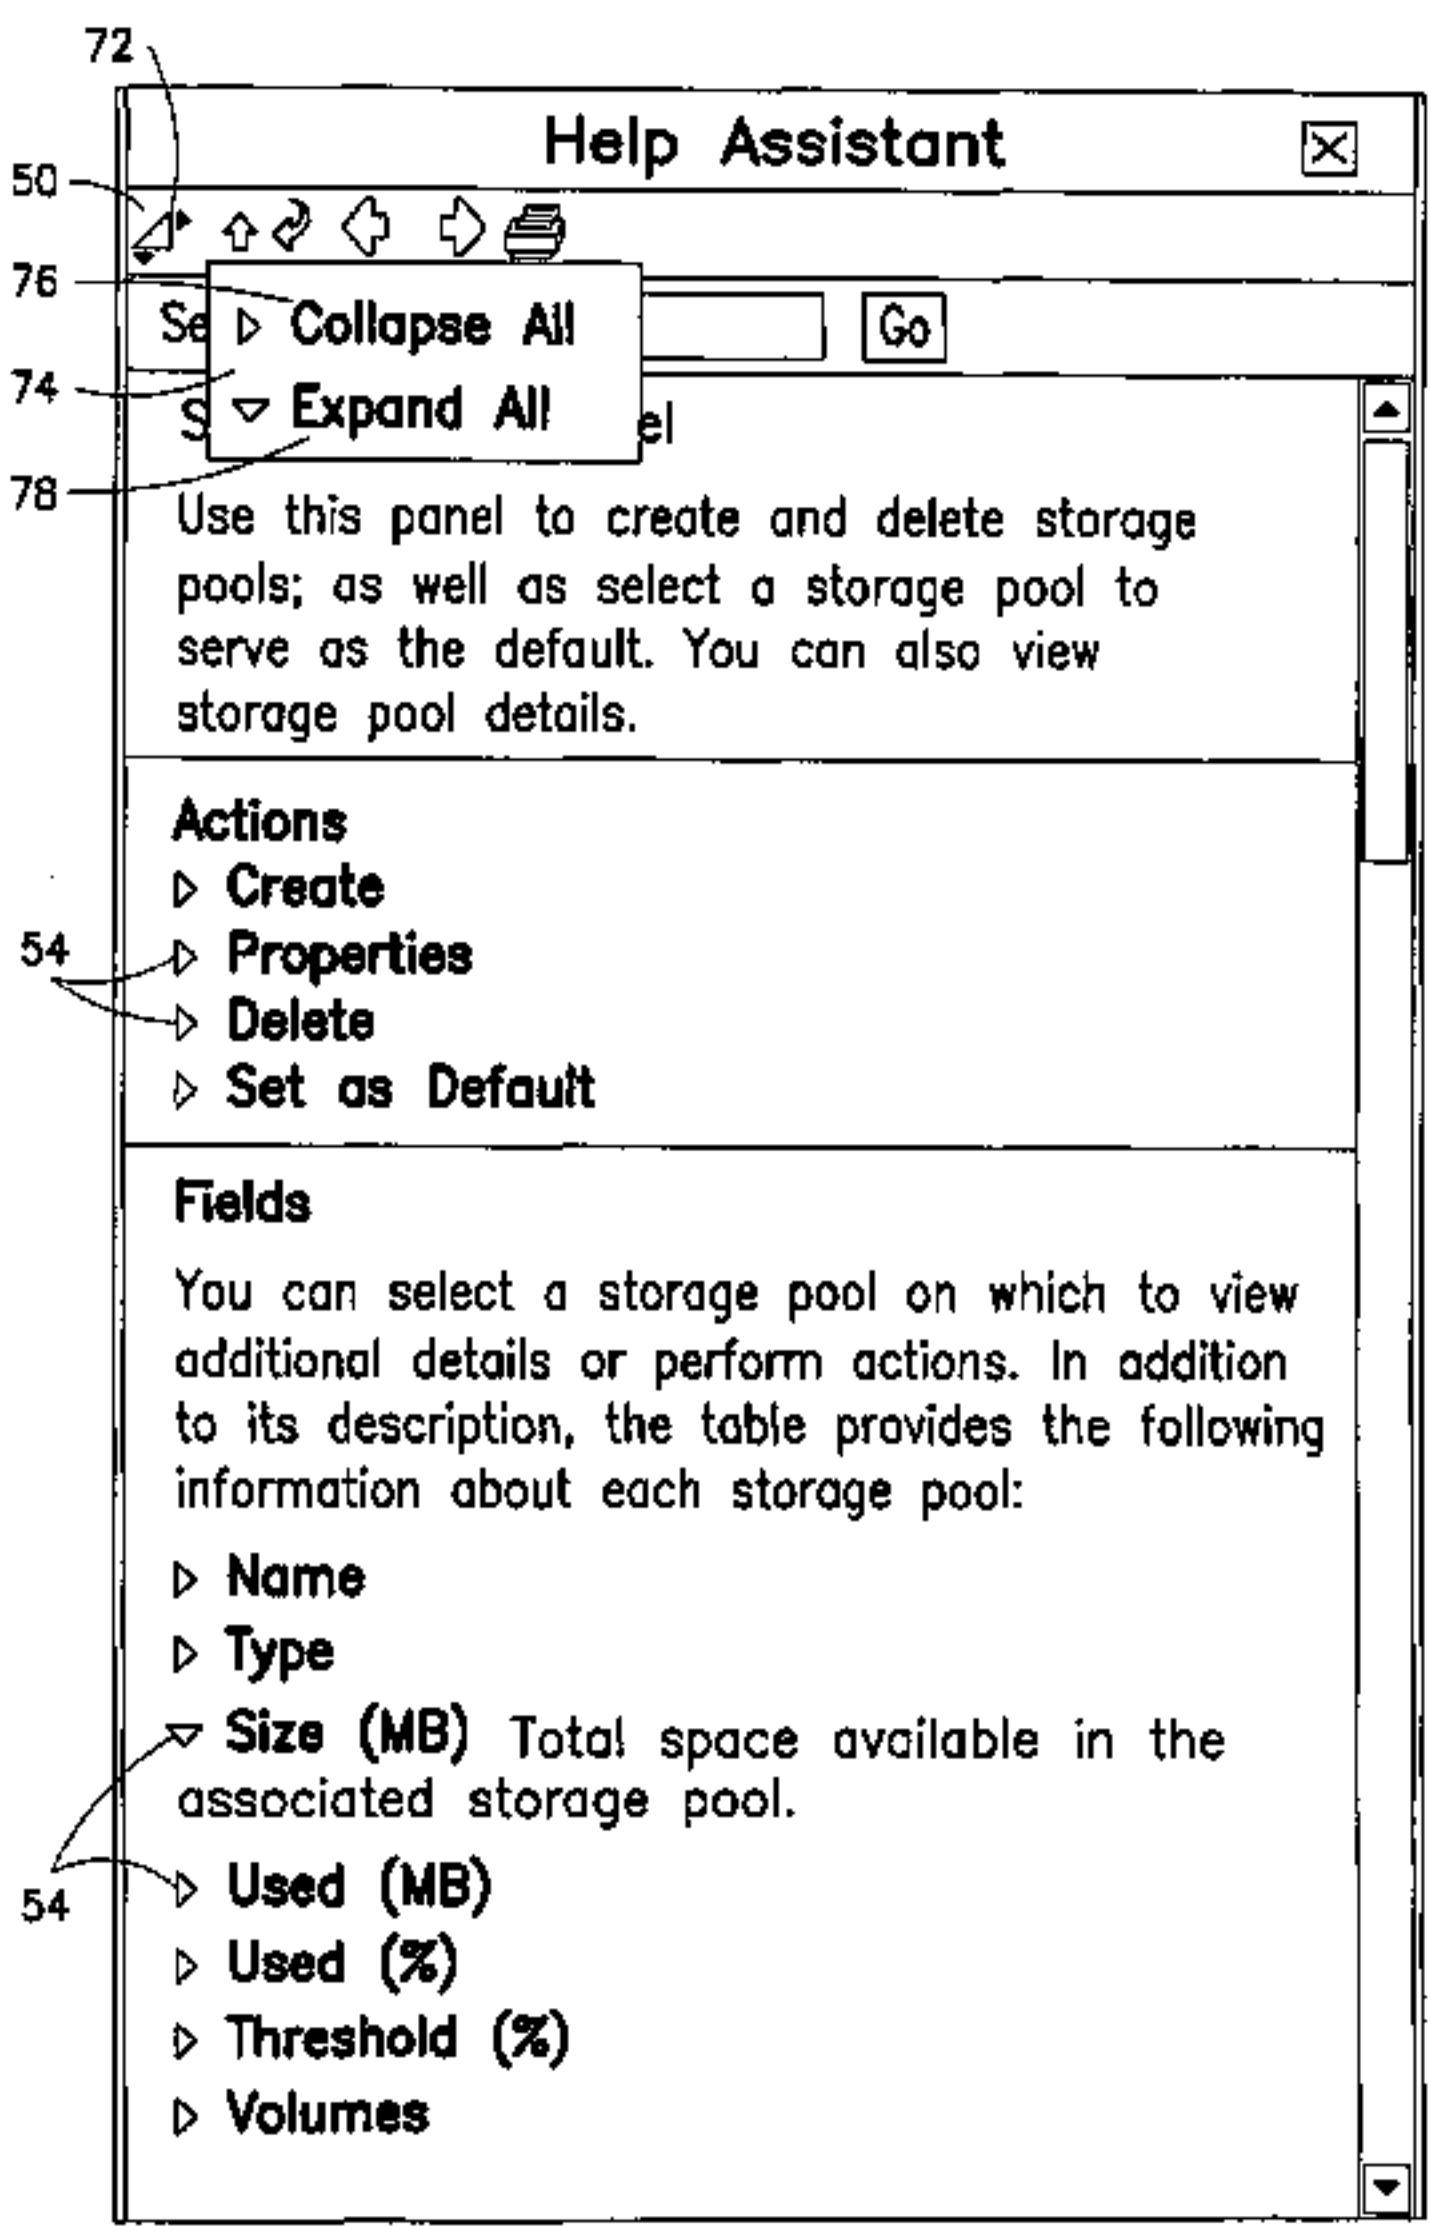 72
Help Assistant
50
76
Collapse All
Se
Go
74
Expand All
S
el
78
Use this panel to create and delete storage
pools; as well as select a storage pool to
serve as the default. You can also view
storage pool details.
Actions
Create
54
Properties
Delete
Set as Default
Fields
You can select a storage pool on which to view
additional details or perform actions. In addition
to its description, the table provides the following
information about each storage pool:
Name
Type
Size (MB) Total space available in the
associated storage pool.
54
Used (MB)
Used (%)
Threshold (%)
Volumes